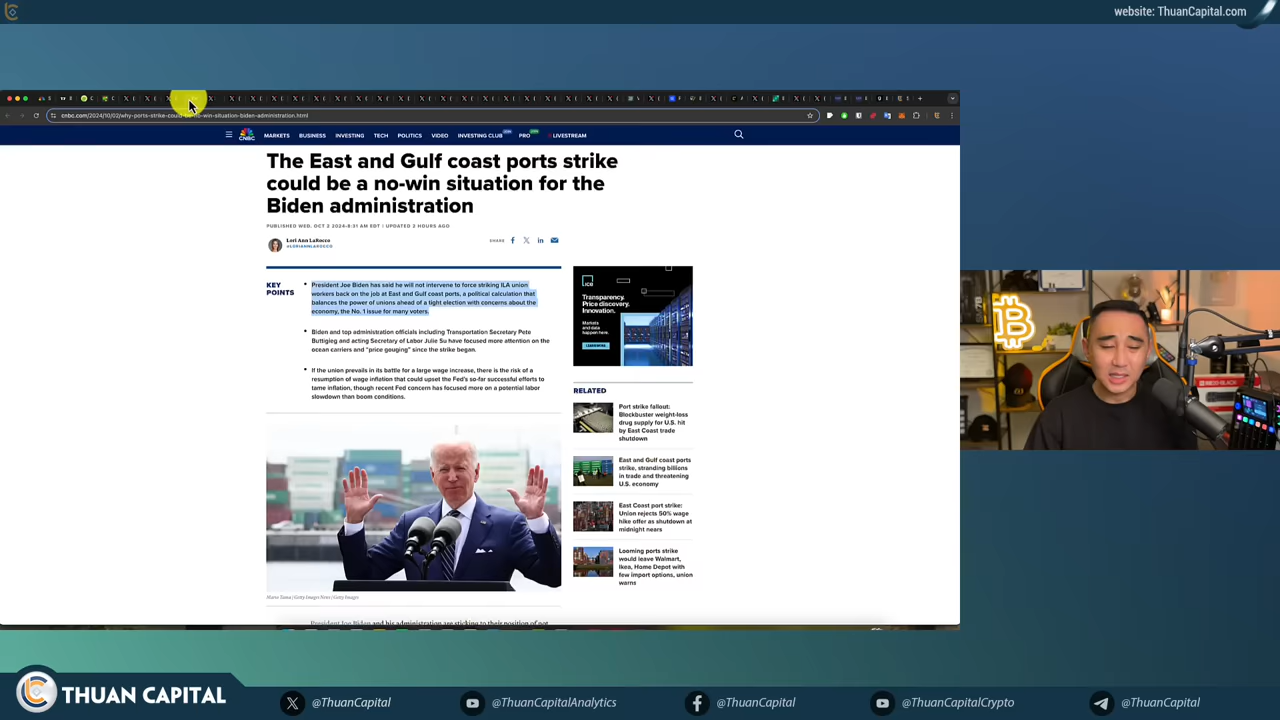 website: ThuanCapital.com
cnbc.com/2024/10/02/why-ports-strike-could-be-no-win-situation-biden-administration.html
CNBC
MARKETS BUSINESS INVESTING TECH POLITICS VIDEO INVESTING CLUB PRO LIVESTREAM
The East and Gulf coast ports strike
could be a no-win situation for the
Biden administration
PUBLISHED WED, OCT 2 2024•8:31 AM EDT | UPDATED 2 HOURS AGO
Lori Ann LaRocco
@LORIANNLAROCCO
SHARE
KEY
POINTS
• President Joe Biden has said he will not intervene to force striking ILA union
workers back on the job at East and Gulf coast ports, a political calculation that
balances the power of unions ahead of a tight election with concerns about the
economy, the No. 1 issue for many voters.
• Biden and top administration officials including Transportation Secretary Pete
Buttigieg and acting Secretary of Labor Julie Su have focused more attention on the
ocean carriers and "price gouging" since the strike began.
• If the union prevails in its battle for a large wage increase, there is the risk of a
resumption of wage inflation that could upset the Fed's so-far successful efforts to
tame inflation, though recent Fed concern has focused more on a potential labor
slowdown than boom conditions.
ice
Transparency.
Price discovery.
Innovation.
Markets
and data
happen here.
LEARN MORE
RELATED
Port strike fallout:
Blockbuster weight-loss
drug supply for U.S. hit
by East Coast trade
shutdown
East and Gulf coast ports
strike, stranding billions
in trade and threatening
U.S. economy
East Coast port strike:
Union rejects 50% wage
hike offer as shutdown at
midnight nears
Looming ports strike
would leave Walmart,
Ikea, Home Depot with
few import options, union
warns
Mario Tama | Getty Images News | Getty Images
President Joe Biden and his administration are sticking to their position of not
THUAN CAPITAL
@ThuanCapital
@ThuanCapitalAnalytics
@ThuanCapital
@ThuanCapitalCrypto
@ThuanCapital